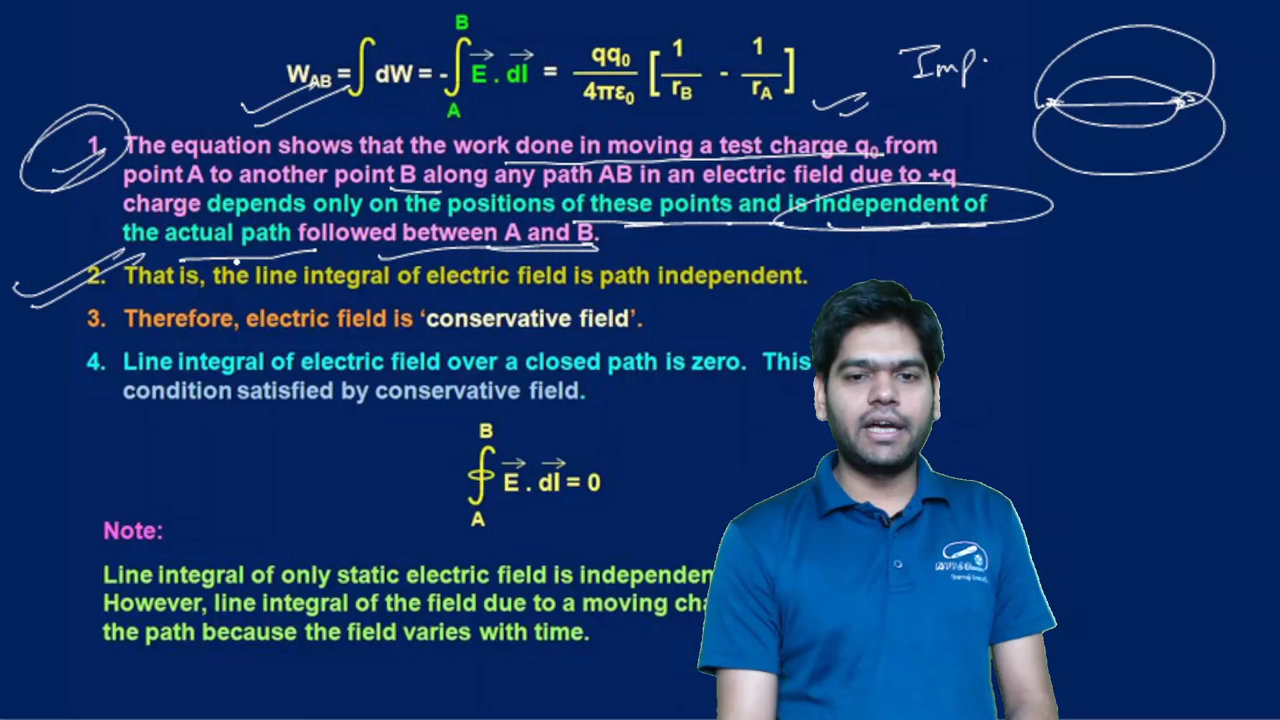 B
W_AB = ∫ dW = - ∫ E⃗ . dl⃗ = qq₀ / 4πε₀ [ 1/r_B - 1/r_A ]
A
Imp.
1. The equation shows that the work done in moving a test charge q₀ from
point A to another point B along any path AB in an electric field due to +q
charge depends only on the positions of these points and is independent of
the actual path followed between A and B.
2. That is, the line integral of electric field is path independent.
3. Therefore, electric field is ‘conservative field’.
4. Line integral of electric field over a closed path is zero. This
condition satisfied by conservative field.
B
∮ E⃗ . dl⃗ = 0
A
Note:
Line integral of only static electric field is independen
However, line integral of the field due to a moving cha
the path because the field varies with time.